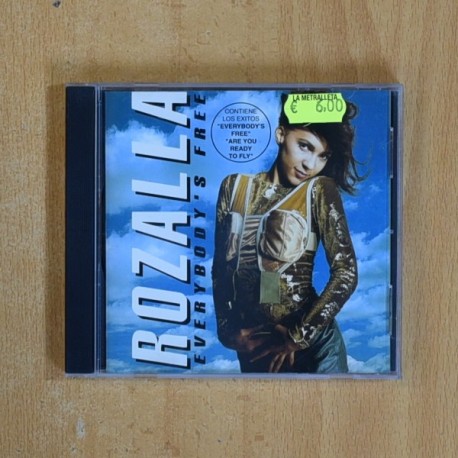 ROZALLA
EVERYBODY'S FREE
CONTIENE
LOS EXITOS
"EVERYBODY'S
FREE"
"ARE YOU
READY
TO FLY"
LA METRALLETA
€ 6.00